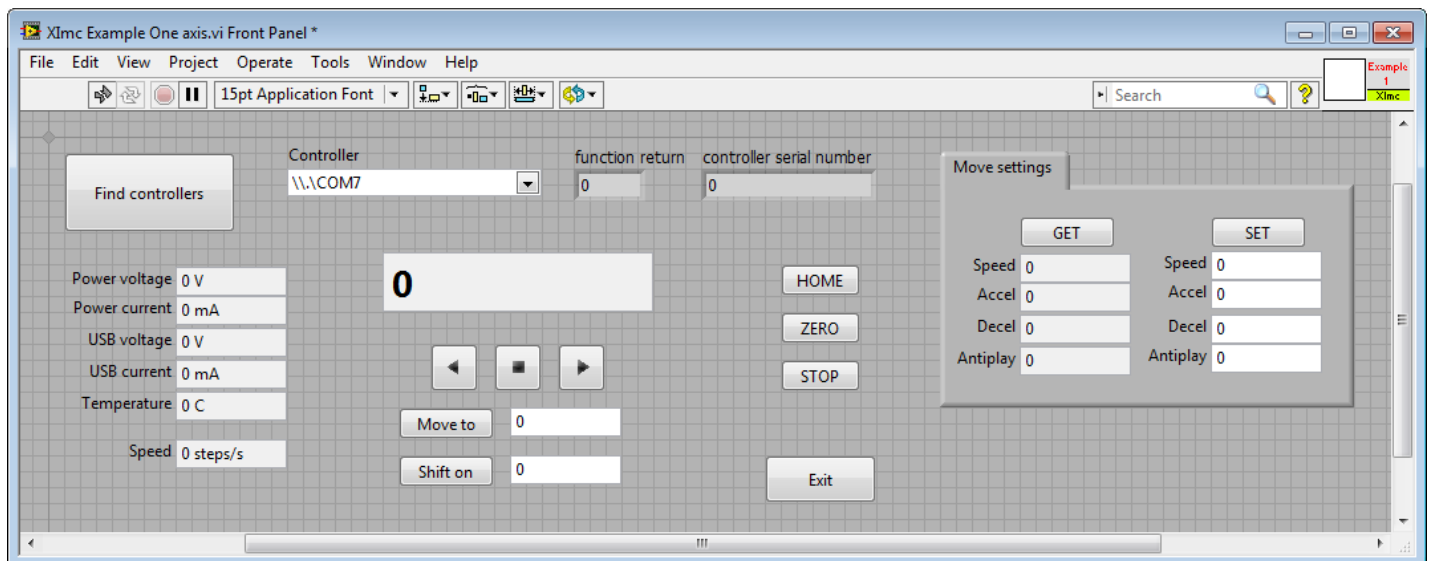 XImc Example One axis.vi Front Panel *
File Edit View Project Operate Tools Window Help
15pt Application Font
Search
?
Example
1
XImc
Find controllers
Controller
\\.\COM7
function return
0
controller serial number
0
Move settings
GET
SET
Speed 0
Speed 0
Accel 0
Accel 0
Decel 0
Decel 0
Antiplay 0
Antiplay 0
Power voltage 0 V
Power current 0 mA
USB voltage 0 V
USB current 0 mA
Temperature 0 C
Speed 0 steps/s
0
Move to 0
Shift on 0
HOME
ZERO
STOP
Exit